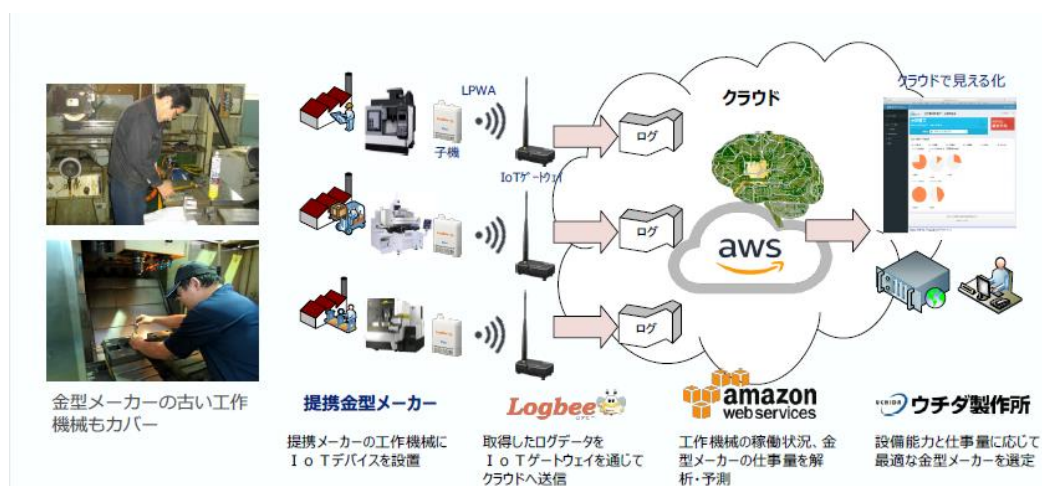 LPWA
子機
IoTゲートウェイ
ログ
ログ
ログ
クラウド
aws
クラウドで見える化
金型メーカーの古い工作
機械もカバー
提携金型メーカー
提携メーカーの工作機械に
ＩｏＴデバイスを設置
Logbee
取得したログデータを
ＩｏＴゲートウェイを通じて
クラウドへ送信
amazon
web services
工作機械の稼働状況、金
型メーカーの仕事量を解
析・予測
UCHIDA
ウチダ製作所
設備能力と仕事量に応じて
最適な金型メーカーを選定